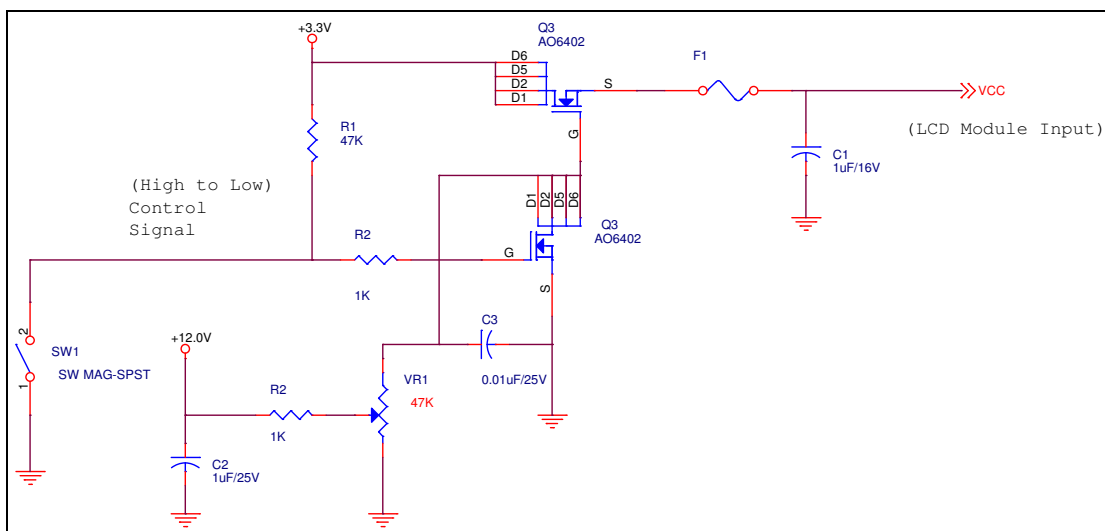 +3.3V
Q3
AO6402
D6
D5
D2
D1
S
G
F1
VCC
(LCD Module Input)
C1
1uF/16V
R1
47K
(High to Low)
Control
Signal
D1
D2
D5
D6
Q3
AO6402
R2
G
1K
S
2
SW1
SW MAG-SPST
1
+12.0V
C3
0.01uF/25V
R2
1K
VR1
47K
C2
1uF/25V